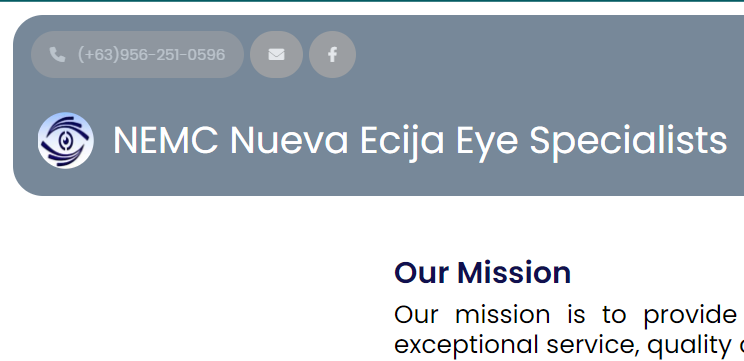 (+63)956-251-0596
NEMC Nueva Ecija Eye Specialists
Our Mission
Our mission is to provide
exceptional service, quality